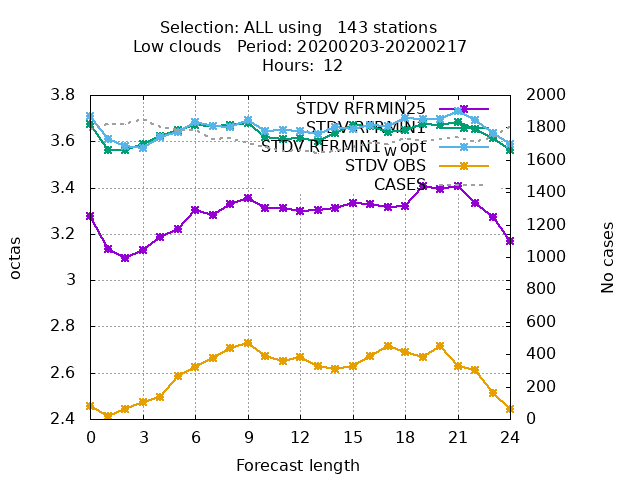 Selection: ALL using   143 stations
Low clouds   Period: 20200203-20200217
Hours:  12
3.8
3.6
3.4
3.2
3
2.8
2.6
2.4
octas
2000
1800
1600
1400
1200
1000
800
600
400
200
0
No cases
STDV RFRMIN25
STDV RFRMIN1
STDV RFRMIN1_W opt
STDV OBS
CASES
0 3 6 9 12 15 18 21 24
Forecast length